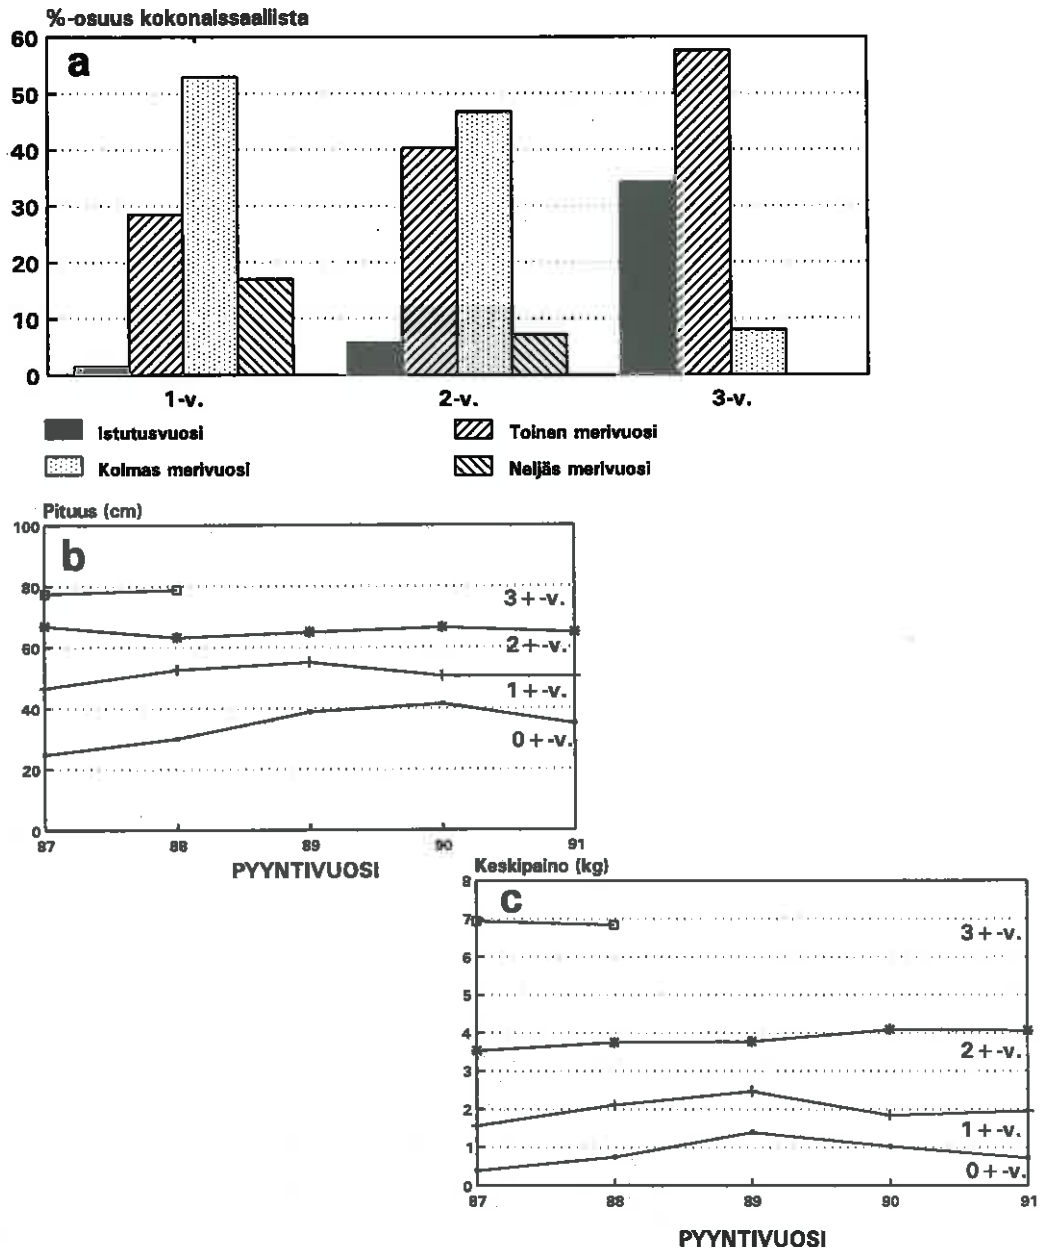 %-osuus kokonaissaaliista
60
a
50
40
30
20
10
0
1-v. 2-v. 3-v.
Istutusvuosi Toinen merivuosi
Kolmas merivuosi Neljäs merivuosi
Pituus (cm)
100
b
80
3+-v.
60
2+-v.
1+-v.
40
0+-v.
20
0
87 88 89 90 91
PYYNTIVUOSI
Keskipaino (kg)
8
c
7
3+-v.
6
5
4
2+-v.
3
2
1+-v.
1
0+-v.
0
87 88 89 90 91
PYYNTIVUOSI